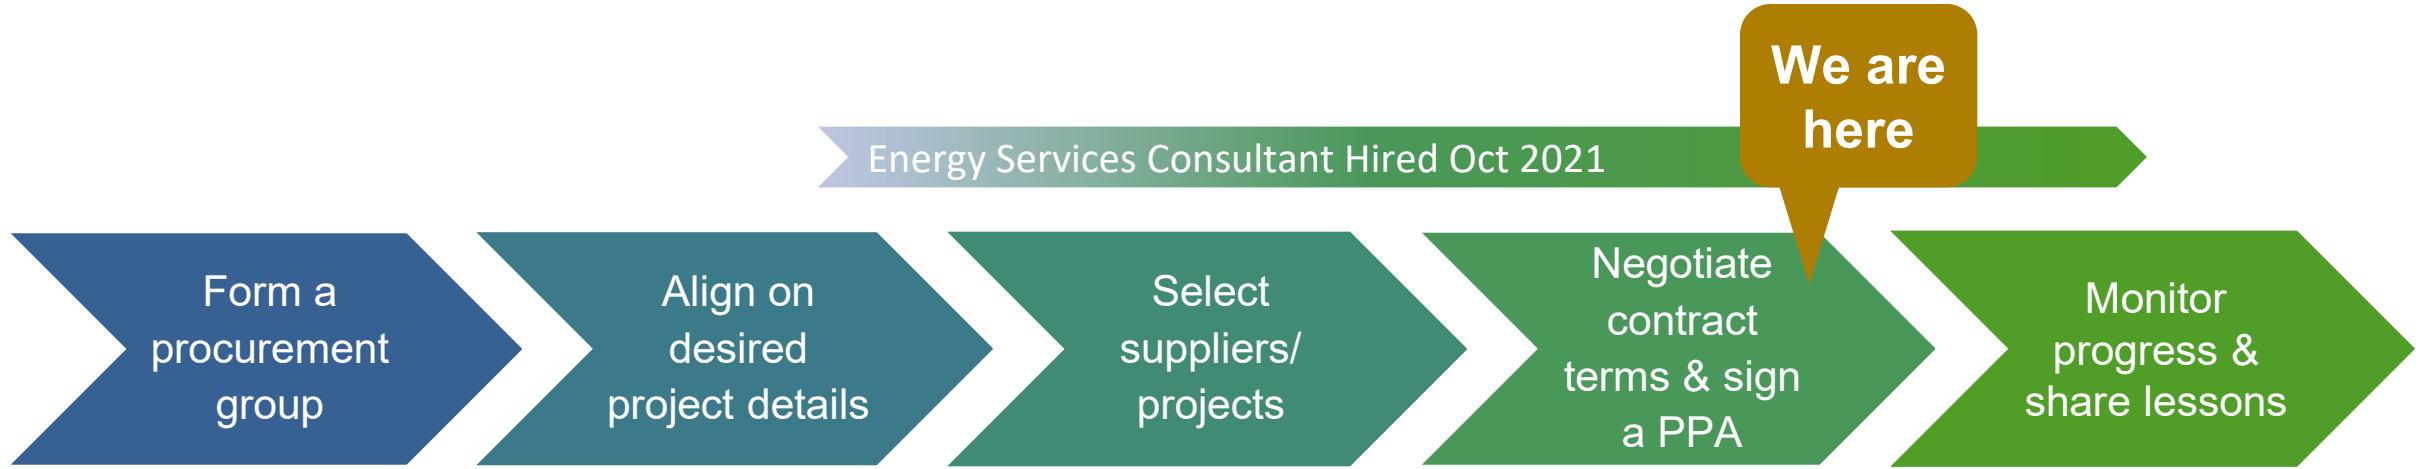 We are
here
Energy Services Consultant Hired Oct 2021
Form a
procurement
group
Align on
desired
project details
Select
suppliers/
projects
Negotiate
contract
terms & sign
a PPA
Monitor
progress &
share lessons